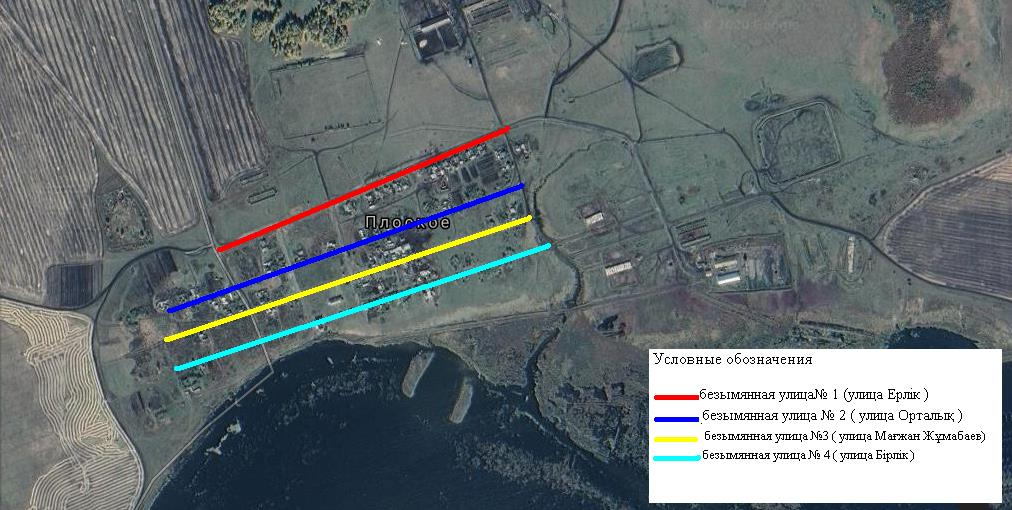 Плоское
Условные обозначения
безымянная улица№ 1 (улица Ерлік )
безымянная улица № 2 ( улица Орталық )
безымянная улица №3 ( улица Мағжан Жұмабаев)
безымянная улица № 4 ( улица Бірлік )